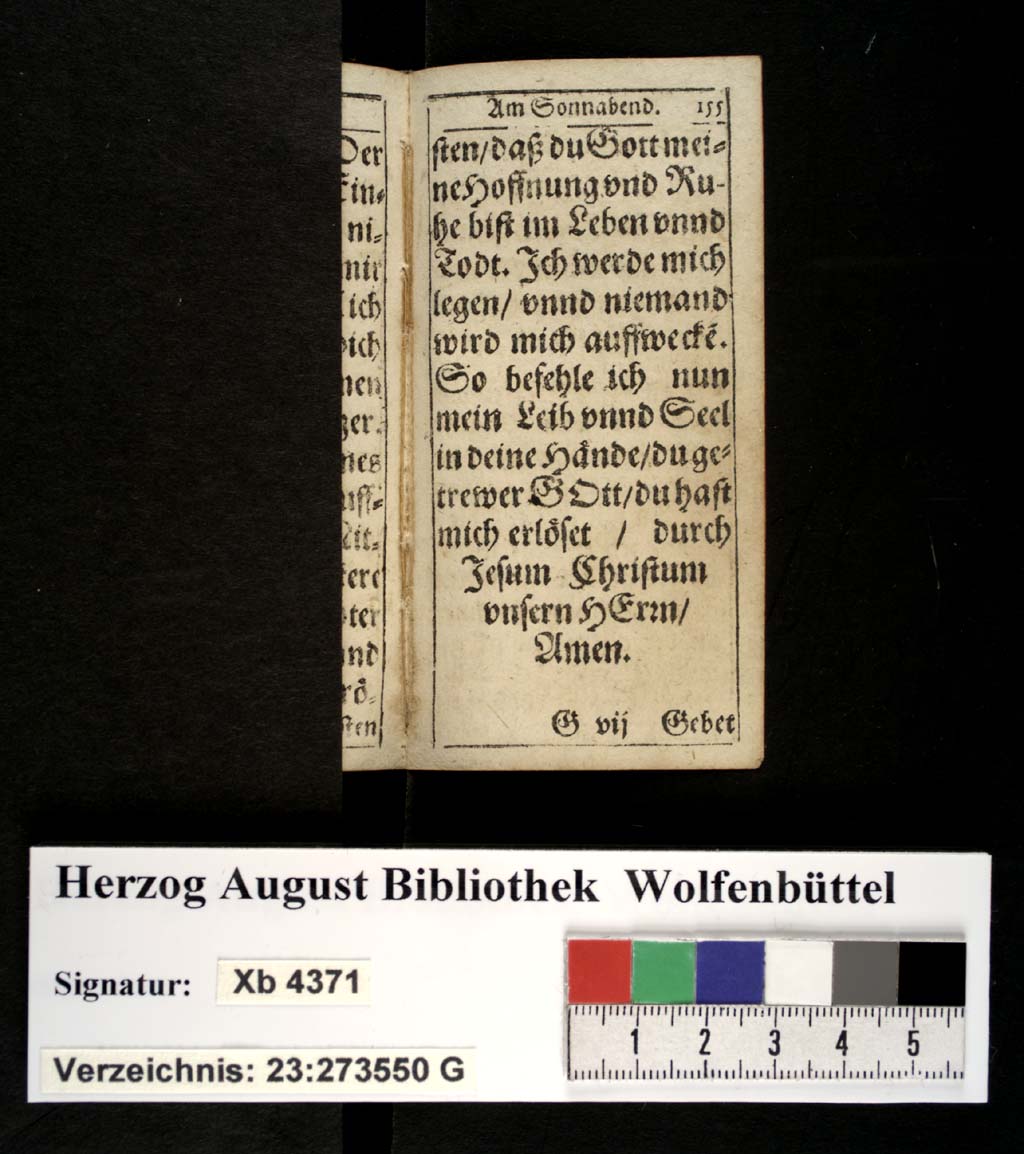 Am Sonnabend. 155
sten/daß du Gott mei-
ne Hoffnung vnd Ru-
he bist im Leben vnnd
Todt. Ich werde mich
legen/ vnnd niemand
wird mich auffweckẽ.
So befehle ich nun
mein Leib vnnd Seel
in deine Hände/du ge-
trewer GOtt/du hast
mich erlöset / durch
Jesum Christum
vnsern HErrn/
Amen.
G vij Gebet
Herzog August Bibliothek Wolfenbüttel
Signatur: Xb 4371
Verzeichnis: 23:273550 G
1 2 3 4 5